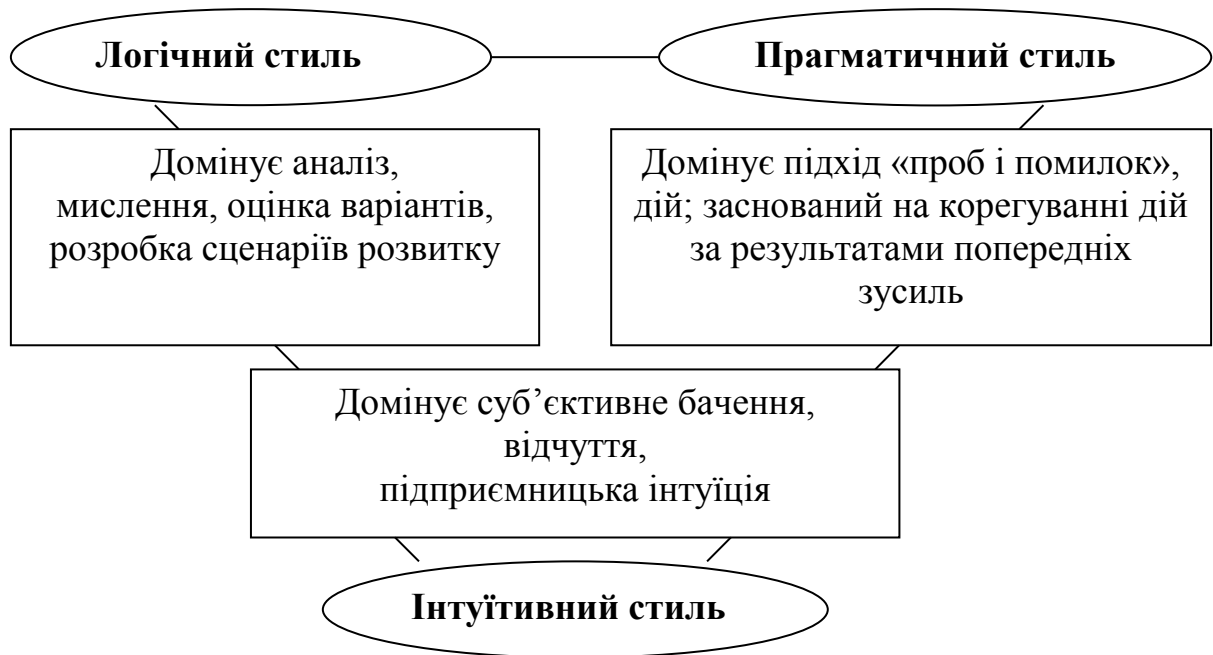 Логічний стиль
Прагматичний стиль
Домінує аналіз,
мислення, оцінка варіантів,
розробка сценаріїв розвитку
Домінує підхід «проб і помилок»,
дій; заснований на корегуванні дій
за результатами попередніх
зусиль
Домінує суб’єктивне бачення,
відчуття,
підприємницька інтуїція
Інтуїтивний стиль